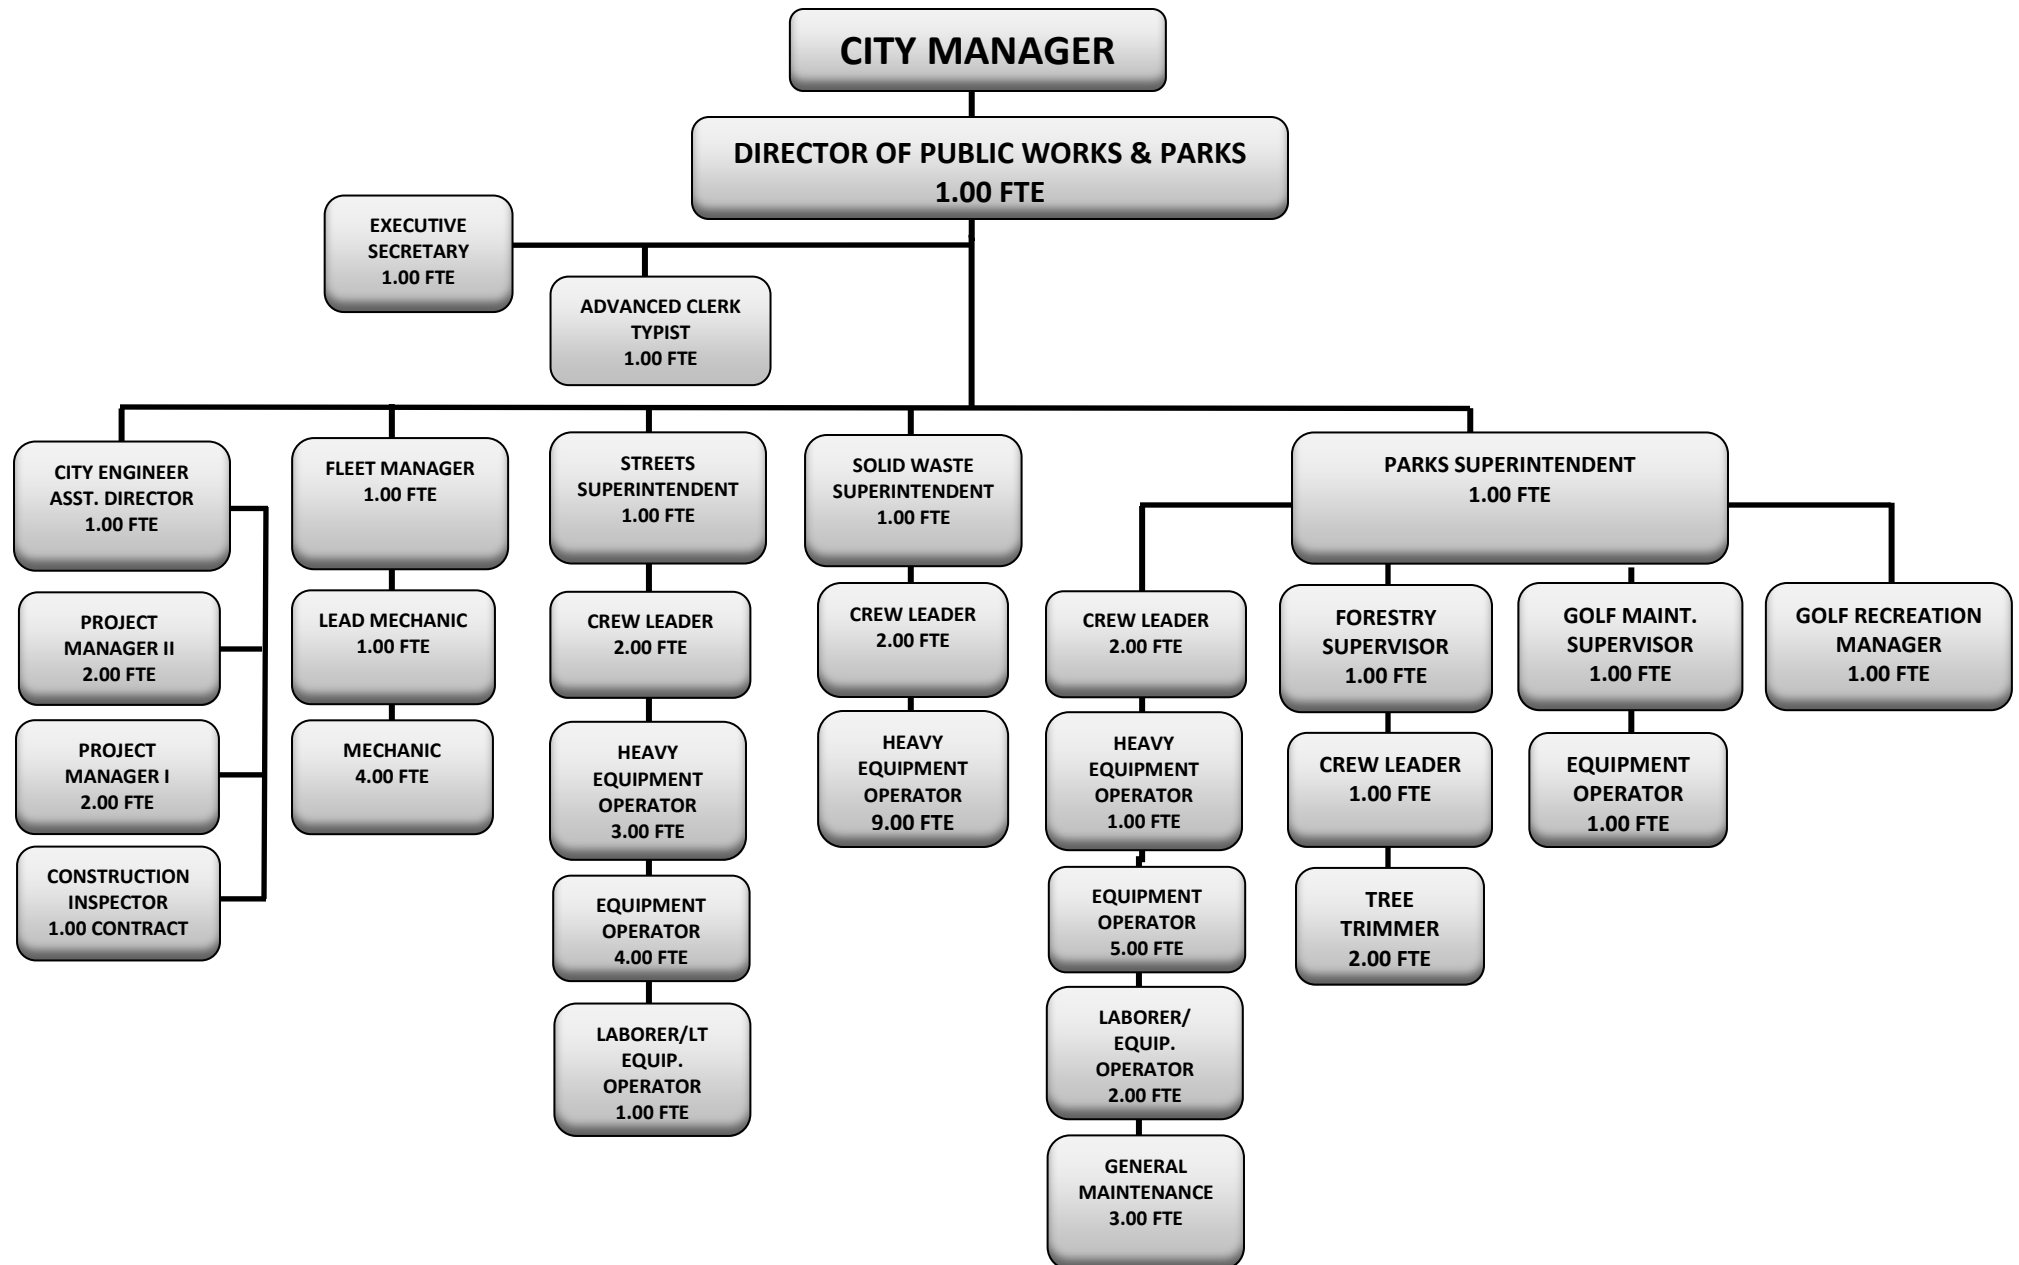 CITY MANAGER
DIRECTOR OF PUBLIC WORKS & PARKS
1.00 FTE
EXECUTIVE
SECRETARY
1.00 FTE
ADVANCED CLERK
TYPIST
1.00 FTE
CITY ENGINEER
ASST. DIRECTOR
1.00 FTE
PROJECT
MANAGER II
2.00 FTE
PROJECT
MANAGER I
2.00 FTE
CONSTRUCTION
INSPECTOR
1.00 CONTRACT
FLEET MANAGER
1.00 FTE
LEAD MECHANIC
1.00 FTE
MECHANIC
4.00 FTE
STREETS
SUPERINTENDENT
1.00 FTE
CREW LEADER
2.00 FTE
HEAVY
EQUIPMENT
OPERATOR
3.00 FTE
EQUIPMENT
OPERATOR
4.00 FTE
LABORER/LT
EQUIP.
OPERATOR
1.00 FTE
SOLID WASTE
SUPERINTENDENT
1.00 FTE
CREW LEADER
2.00 FTE
HEAVY
EQUIPMENT
OPERATOR
9.00 FTE
PARKS SUPERINTENDENT
1.00 FTE
CREW LEADER
2.00 FTE
HEAVY
EQUIPMENT
OPERATOR
1.00 FTE
EQUIPMENT
OPERATOR
5.00 FTE
LABORER/
EQUIP.
OPERATOR
2.00 FTE
GENERAL
MAINTENANCE
3.00 FTE
FORESTRY
SUPERVISOR
1.00 FTE
CREW LEADER
1.00 FTE
TREE
TRIMMER
2.00 FTE
GOLF MAINT.
SUPERVISOR
1.00 FTE
EQUIPMENT
OPERATOR
1.00 FTE
GOLF RECREATION
MANAGER
1.00 FTE